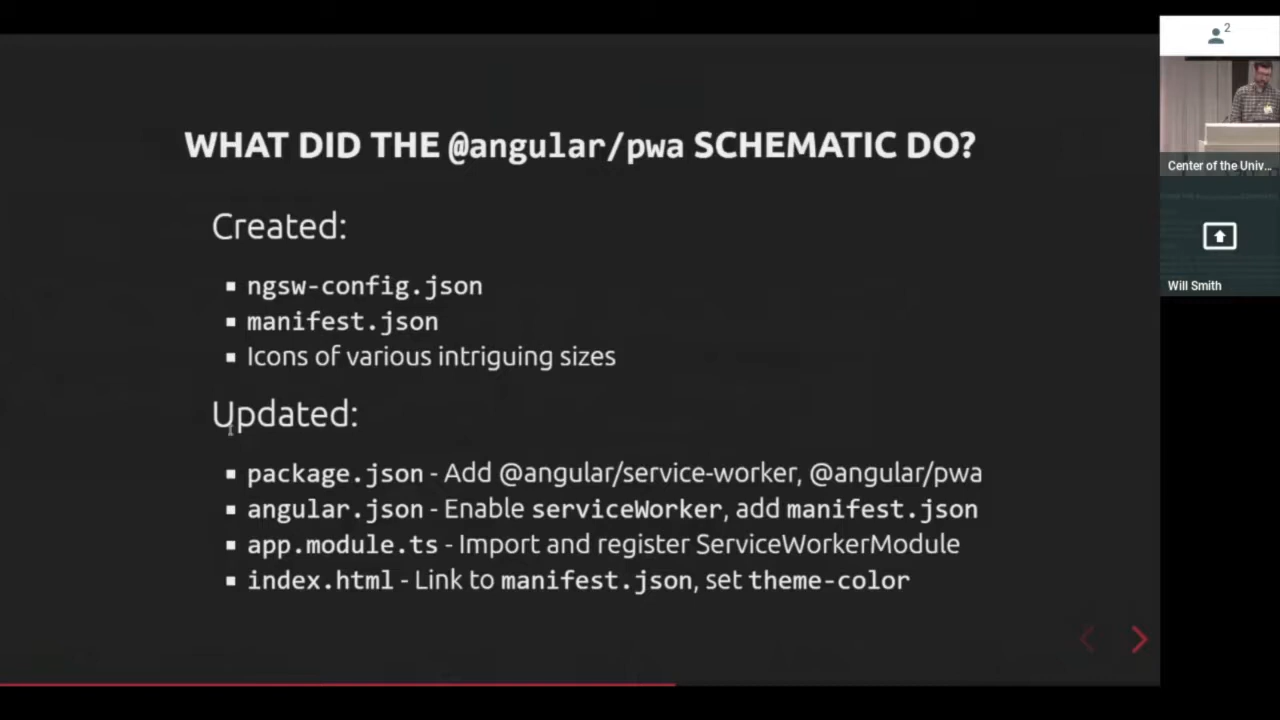 WHAT DID THE @angular/pwa SCHEMATIC DO?
Created:
ngsw-config.json
manifest.json
Icons of various intriguing sizes
Updated:
package.json - Add @angular/service-worker, @angular/pwa
angular.json - Enable serviceWorker, add manifest.json
app.module.ts - Import and register ServiceWorkerModule
index.html - Link to manifest.json, set theme-color
2
Center of the Univ...
Will Smith